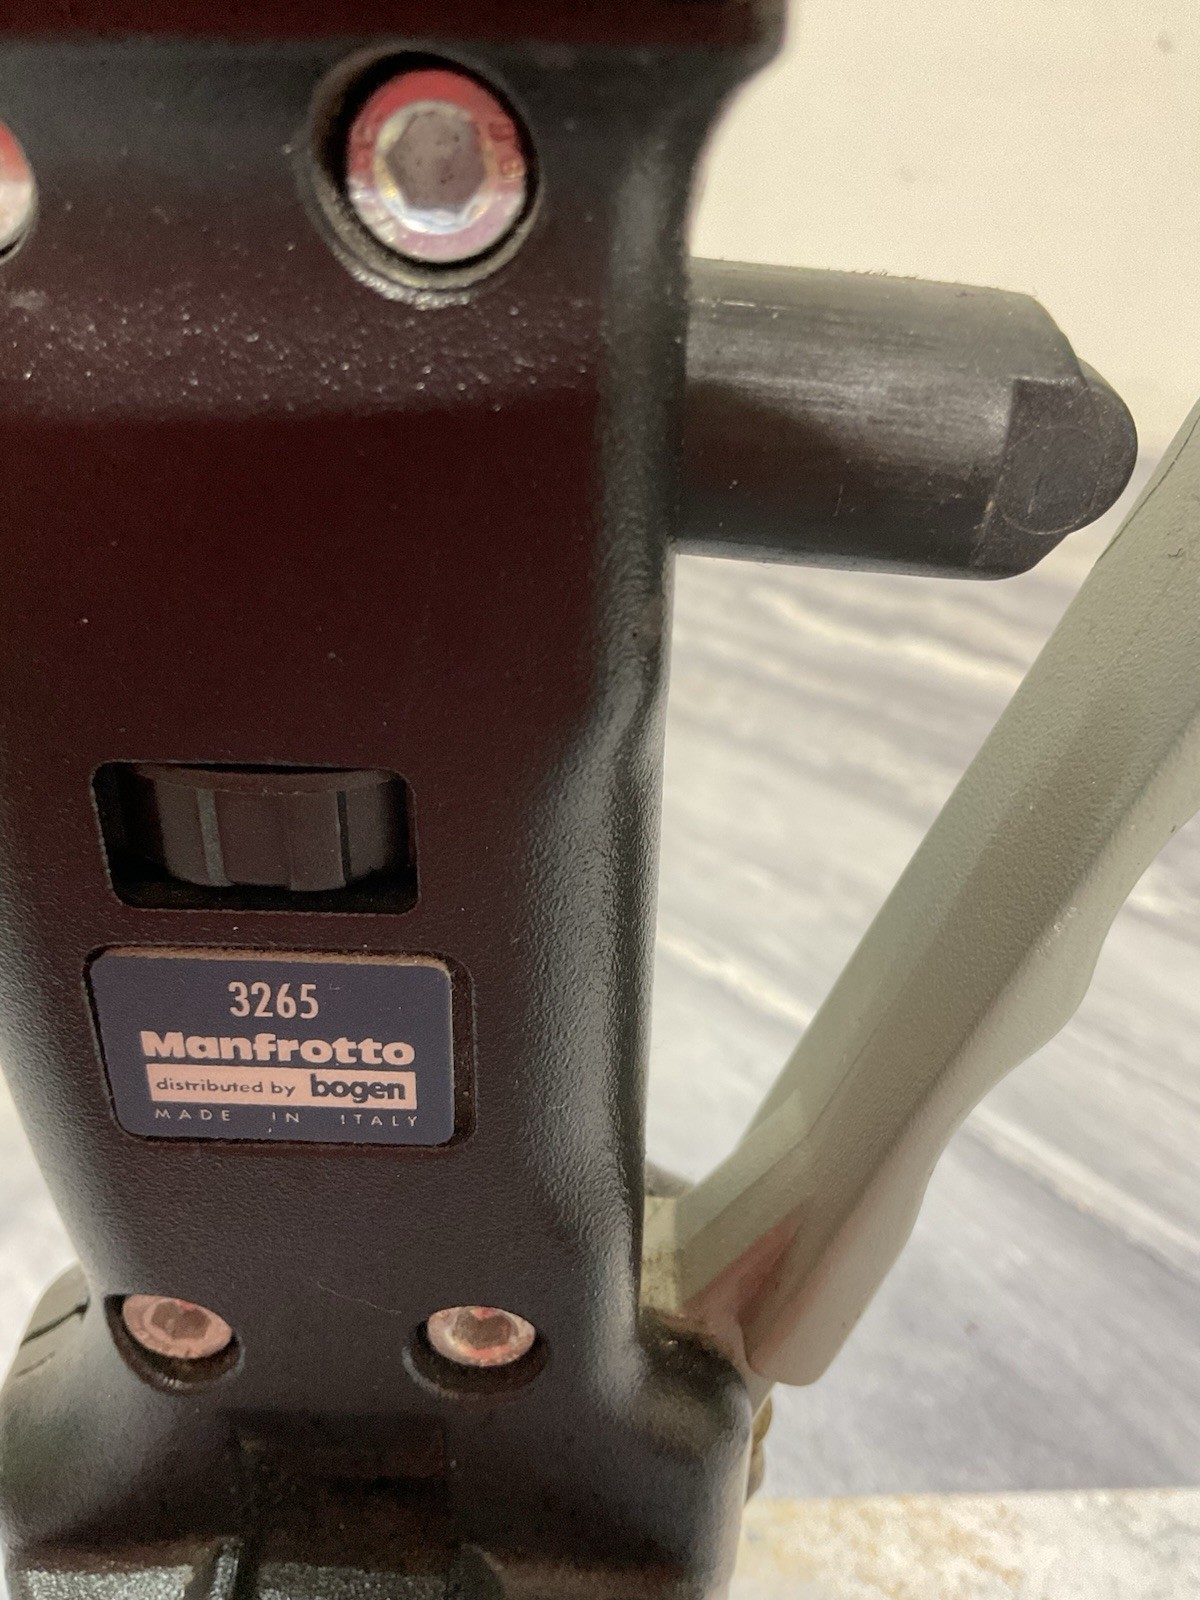 3265
Manfrotto
distributed by bogen
MADE IN ITALY